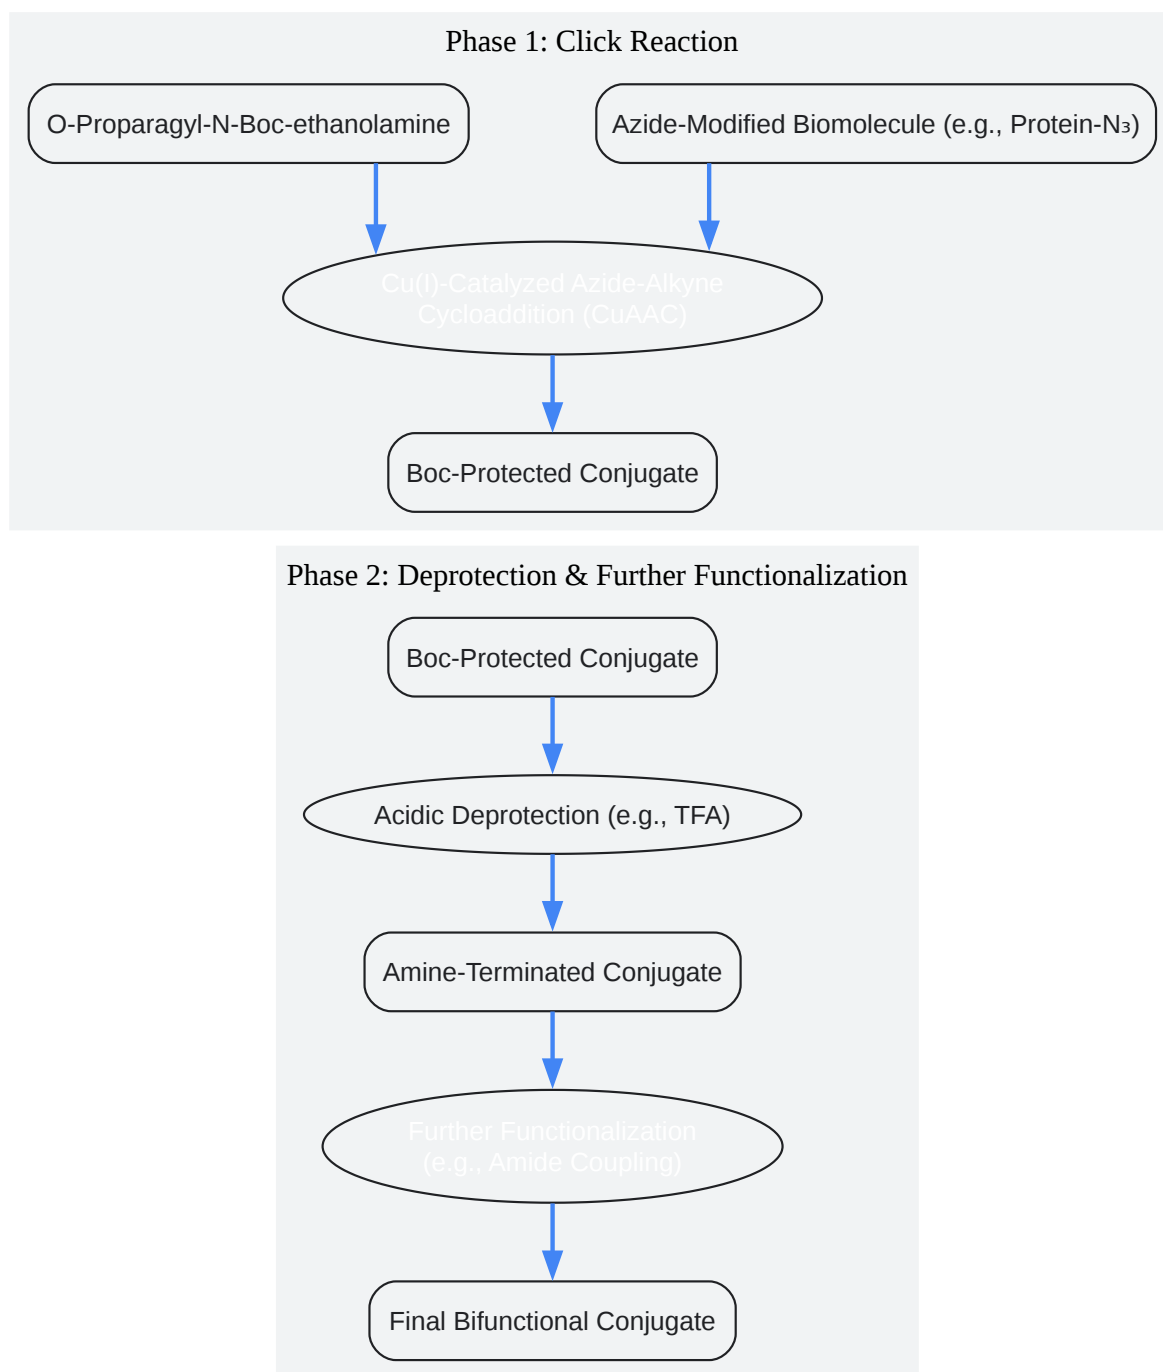 Phase 1: Click Reaction
O-Proparagyl-N-Boc-ethanolamine
Azide-Modified Biomolecule (e.g., Protein-N₃)
Cu(I)-Catalyzed Azide-Alkyne
Cycloaddition (CuAAC)
Boc-Protected Conjugate
Phase 2: Deprotection & Further Functionalization
Boc-Protected Conjugate
Acidic Deprotection (e.g., TFA)
Amine-Terminated Conjugate
Further Functionalization
(e.g., Amide Coupling)
Final Bifunctional Conjugate